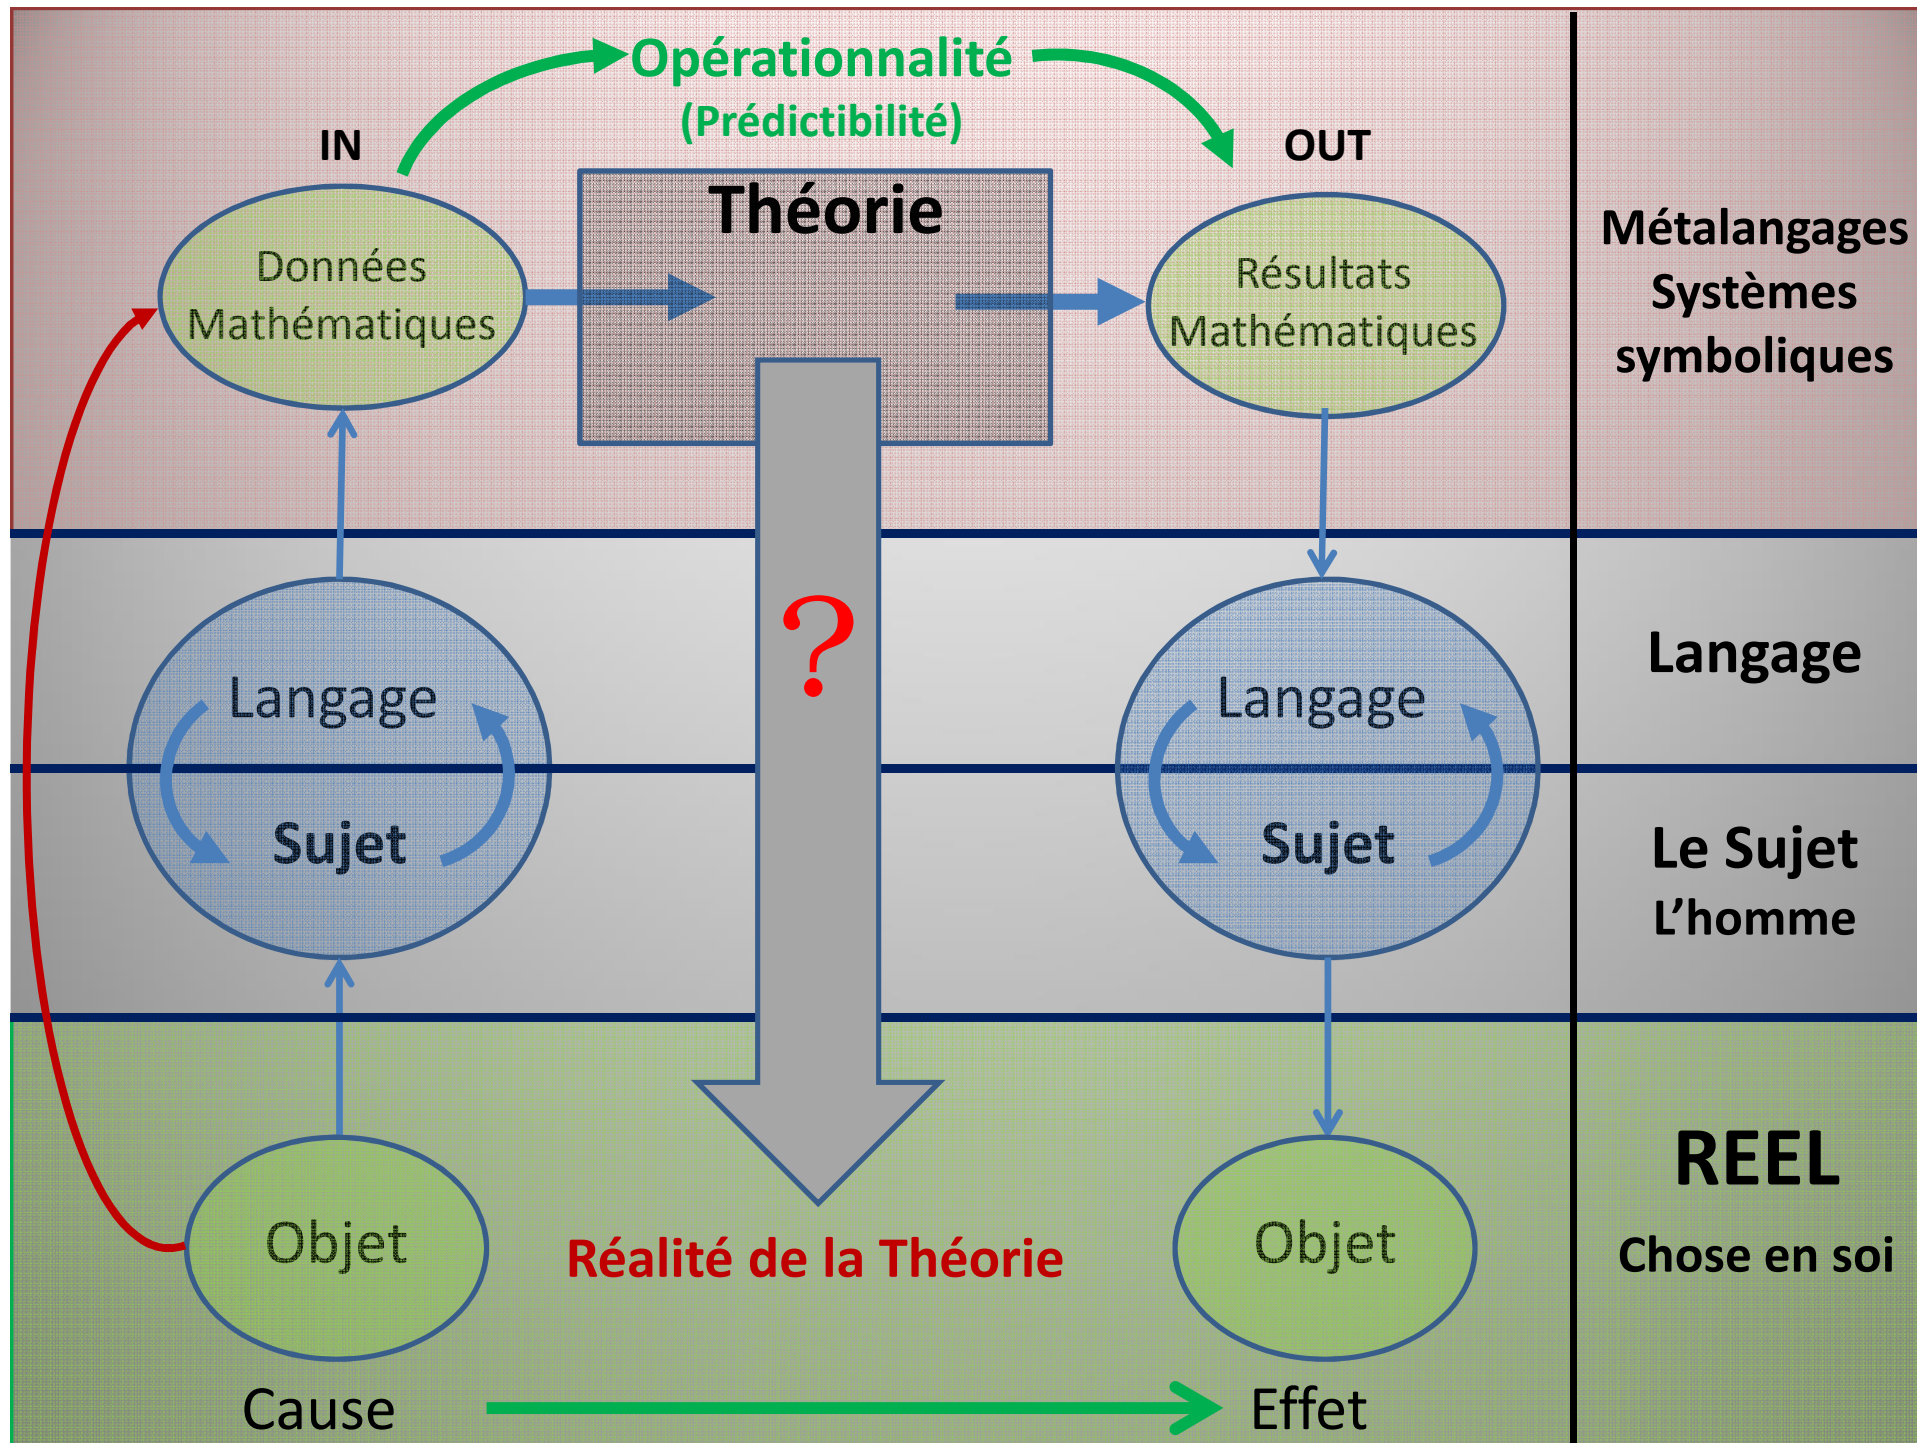 Opérationnalité
(Prédictibilité)
IN
OUT
Théorie
Données
Mathématiques
Résultats
Mathématiques
Métalangages
Systèmes
symboliques
?
Langage
Sujet
Langage
Sujet
Langage
Le Sujet
L’homme
Objet
Réalité de la Théorie
Objet
REEL
Chose en soi
Cause
Effet